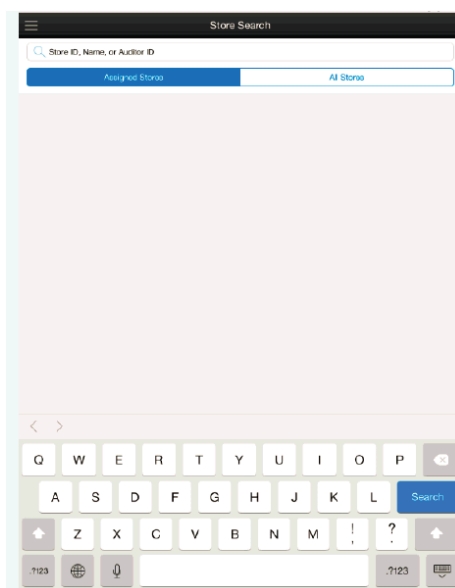 Store Search
Store ID, Name, or Auditor ID
Assigned Stores All Stores
Q W E R T Y U I O P
A S D F G H J K L Search
Z X C V B N M ! , ? .
.?123 .?123